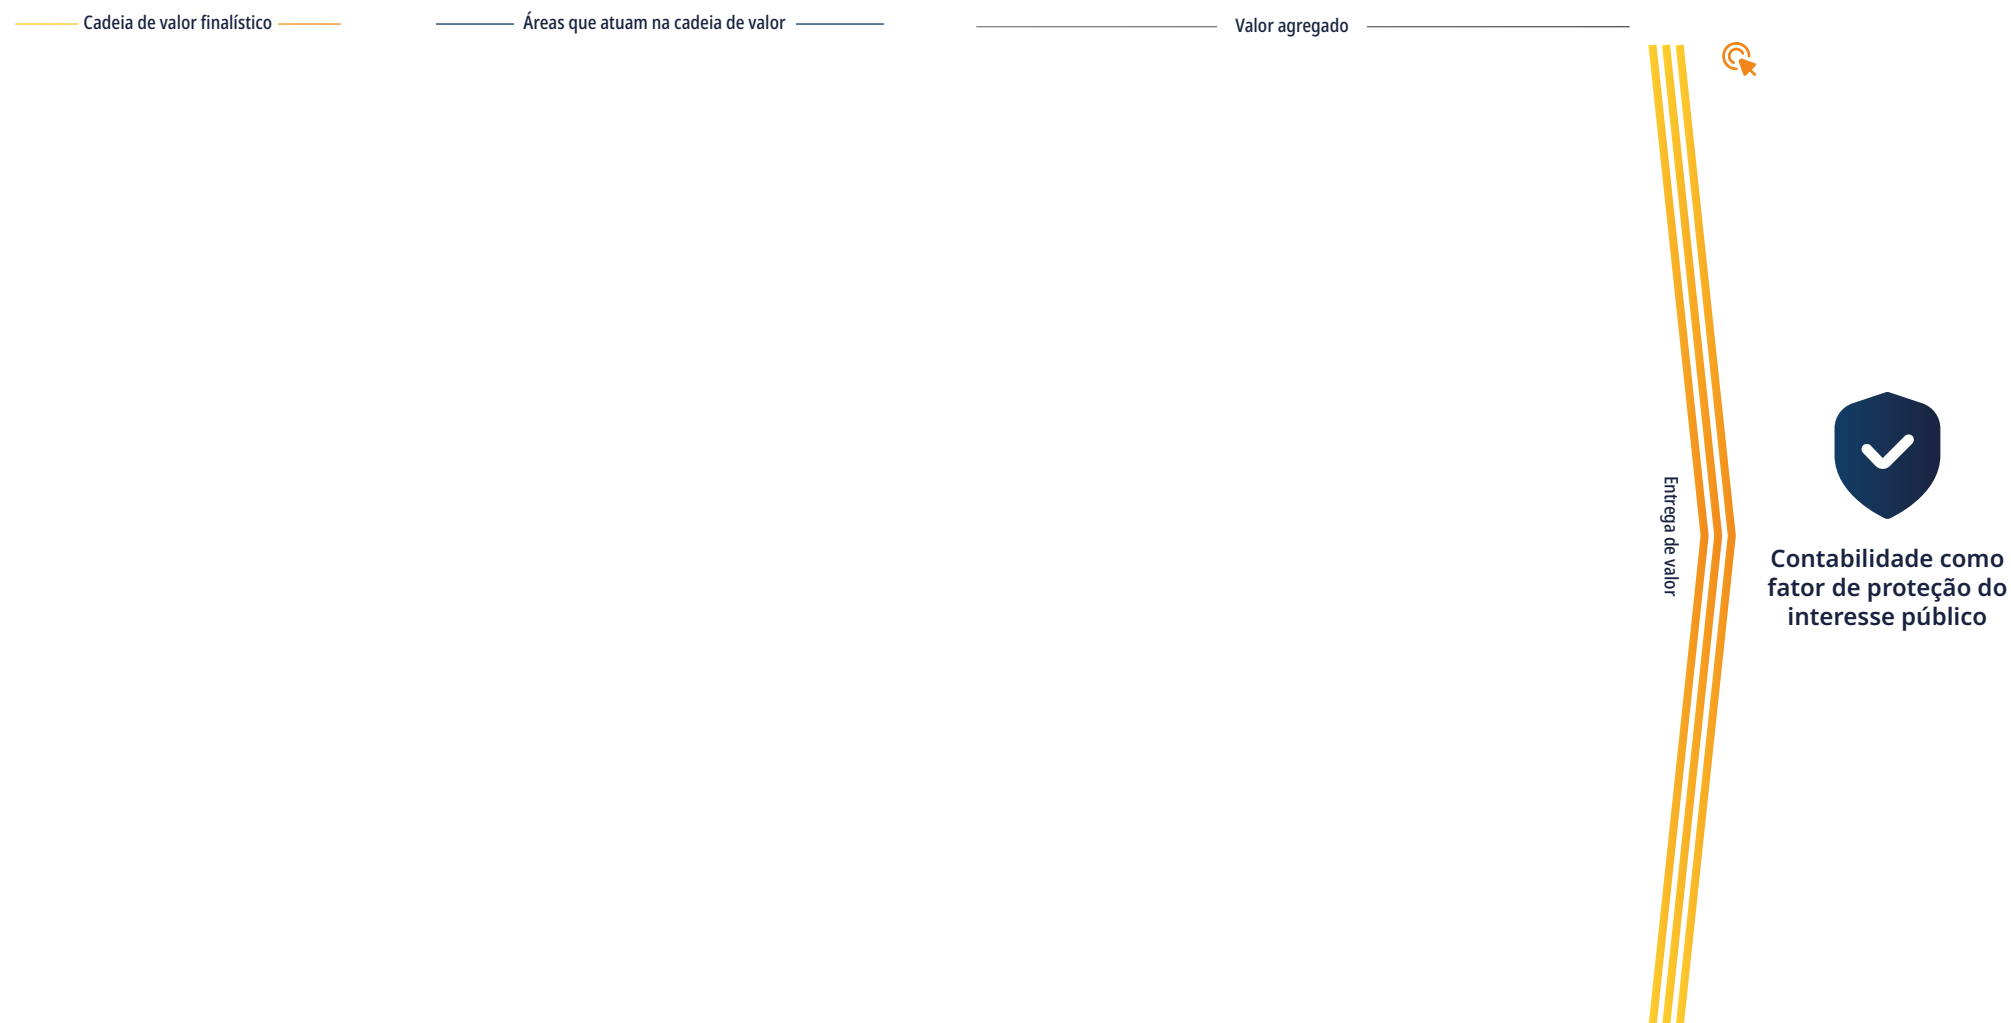 Cadeia de valor finalístico
Áreas que atuam na cadeia de valor
Valor agregado
Entrega de valor
Contabilidade como
fator de proteção do
interesse público